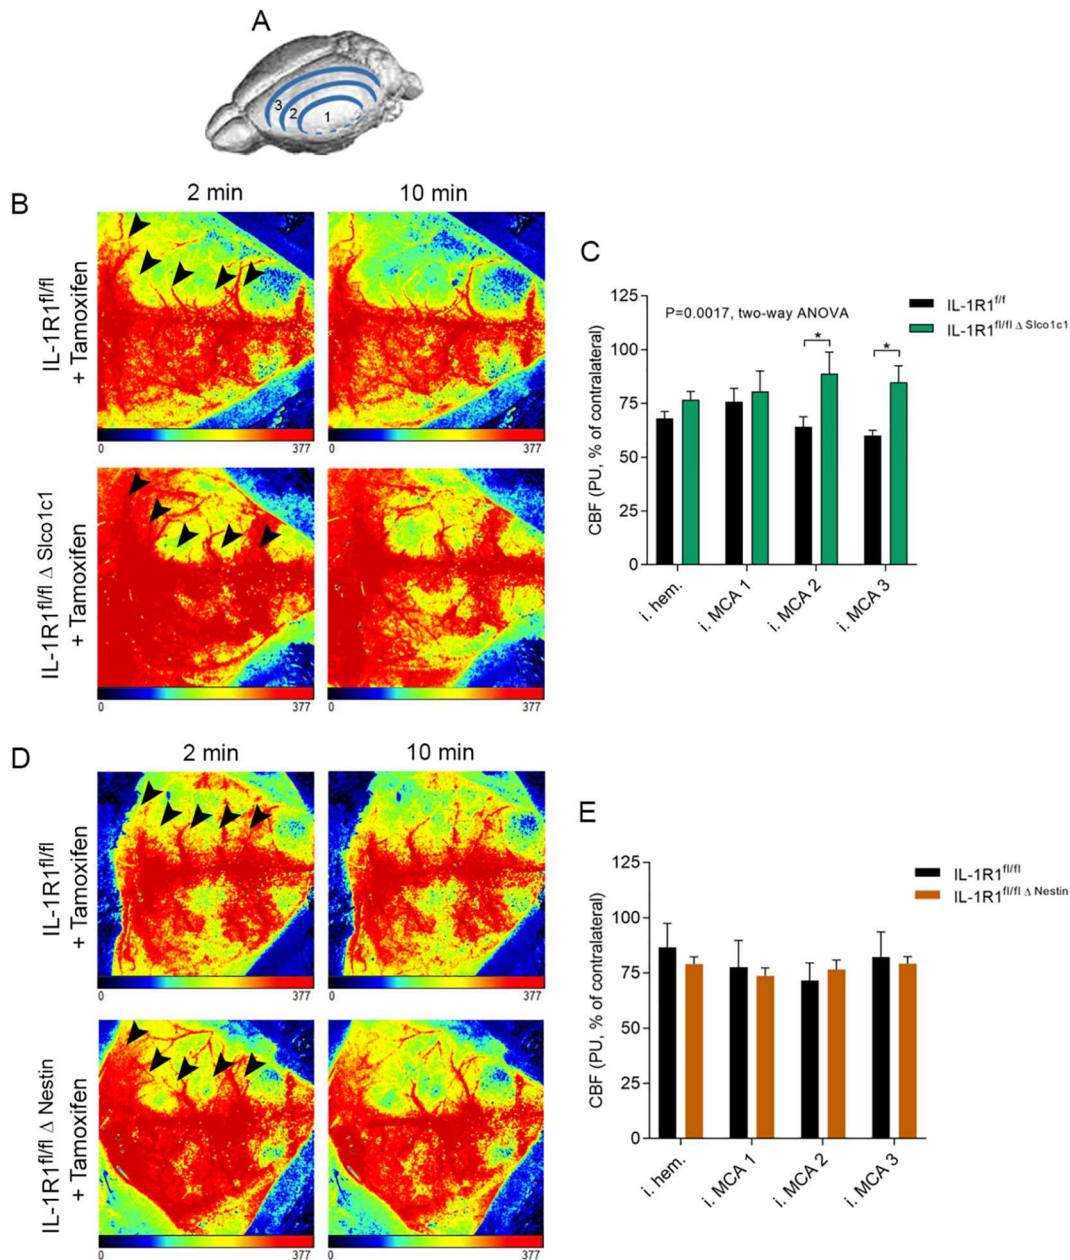 A
3
2
1
B
2 min
10 min
IL-1R1fl/fl
+ Tamoxifen
0
377
0
377
IL-1R1fl/fl Δ Slco1c1
+ Tamoxifen
0
377
0
377
C
CBF (PU, % of contralateral)
125
100
75
50
25
0
P=0.0017, two-way ANOVA
*
*
IL-1R1f/f
IL-1R1fl/fl Δ Slco1c1
i. hem.
i. MCA 1
i. MCA 2
i. MCA 3
D
2 min
10 min
IL-1R1fl/fl
+ Tamoxifen
0
377
0
377
IL-1R1fl/fl Δ Nestin
+ Tamoxifen
0
377
0
377
E
CBF (PU, % of contralateral)
125
100
75
50
25
0
IL-1R1fl/fl
IL-1R1fl/fl Δ Nestin
i. hem.
i. MCA 1
i. MCA 2
i. MCA 3